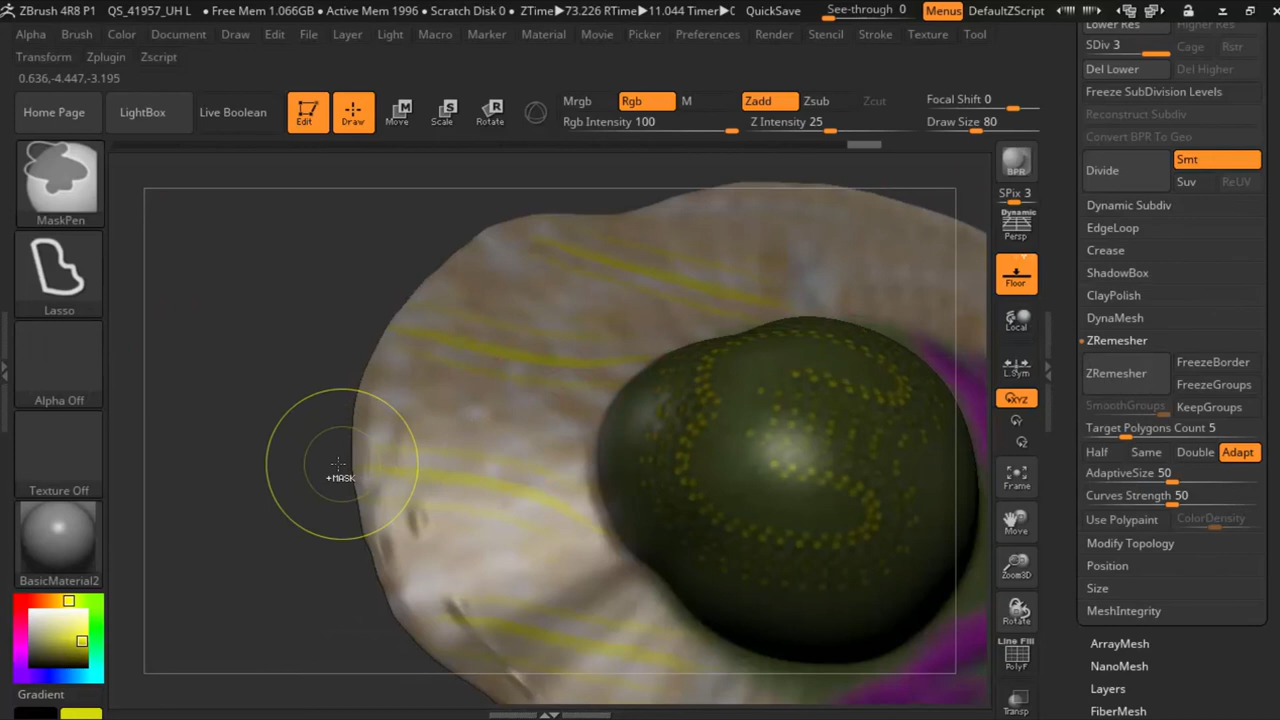 ZBrush 4R8 P1 QS_41957_UH L • Free Mem 1.066GB • Active Mem 1996 • Scratch Disk 0 • ZTime▶73.226 RTime▶11.044 Timer▶0 QuickSave See-through 0 Menus DefaultZScript
Alpha Brush Color Document Draw Edit File Layer Light Macro Marker Material Movie Picker Preferences Render Stencil Stroke Texture Tool
Transform Zplugin Zscript
0.636,-4.447,-3.195
Home Page LightBox Live Boolean Edit Draw Move Scale Rotate
Mrgb Rgb M Zadd Zsub Zcut Focal Shift 0
Rgb Intensity 100 Z Intensity 25 Draw Size 80
MaskPen
Lasso
Alpha Off
Texture Off
BasicMaterial2
Gradient
+MASK
BPR
SPix 3
Dynamic
Persp
Floor
Local
L.Sym
XYZ
Frame
Move
Zoom3D
Rotate
Line Fill
PolyF
Transp
Lower Res Higher Res
SDiv 3 Cage Rstr
Del Lower Del Higher
Freeze SubDivision Levels
Reconstruct Subdiv
Convert BPR To Geo
Divide Smt
Suv ReUV
Dynamic Subdiv
EdgeLoop
Crease
ShadowBox
ClayPolish
DynaMesh
ZRemesher
ZRemesher FreezeBorder
FreezeGroups
SmoothGroups KeepGroups
Target Polygons Count 5
Half Same Double Adapt
AdaptiveSize 50
Curves Strength 50
Use Polypaint ColorDensity
Modify Topology
Position
Size
MeshIntegrity
ArrayMesh
NanoMesh
Layers
FiberMesh